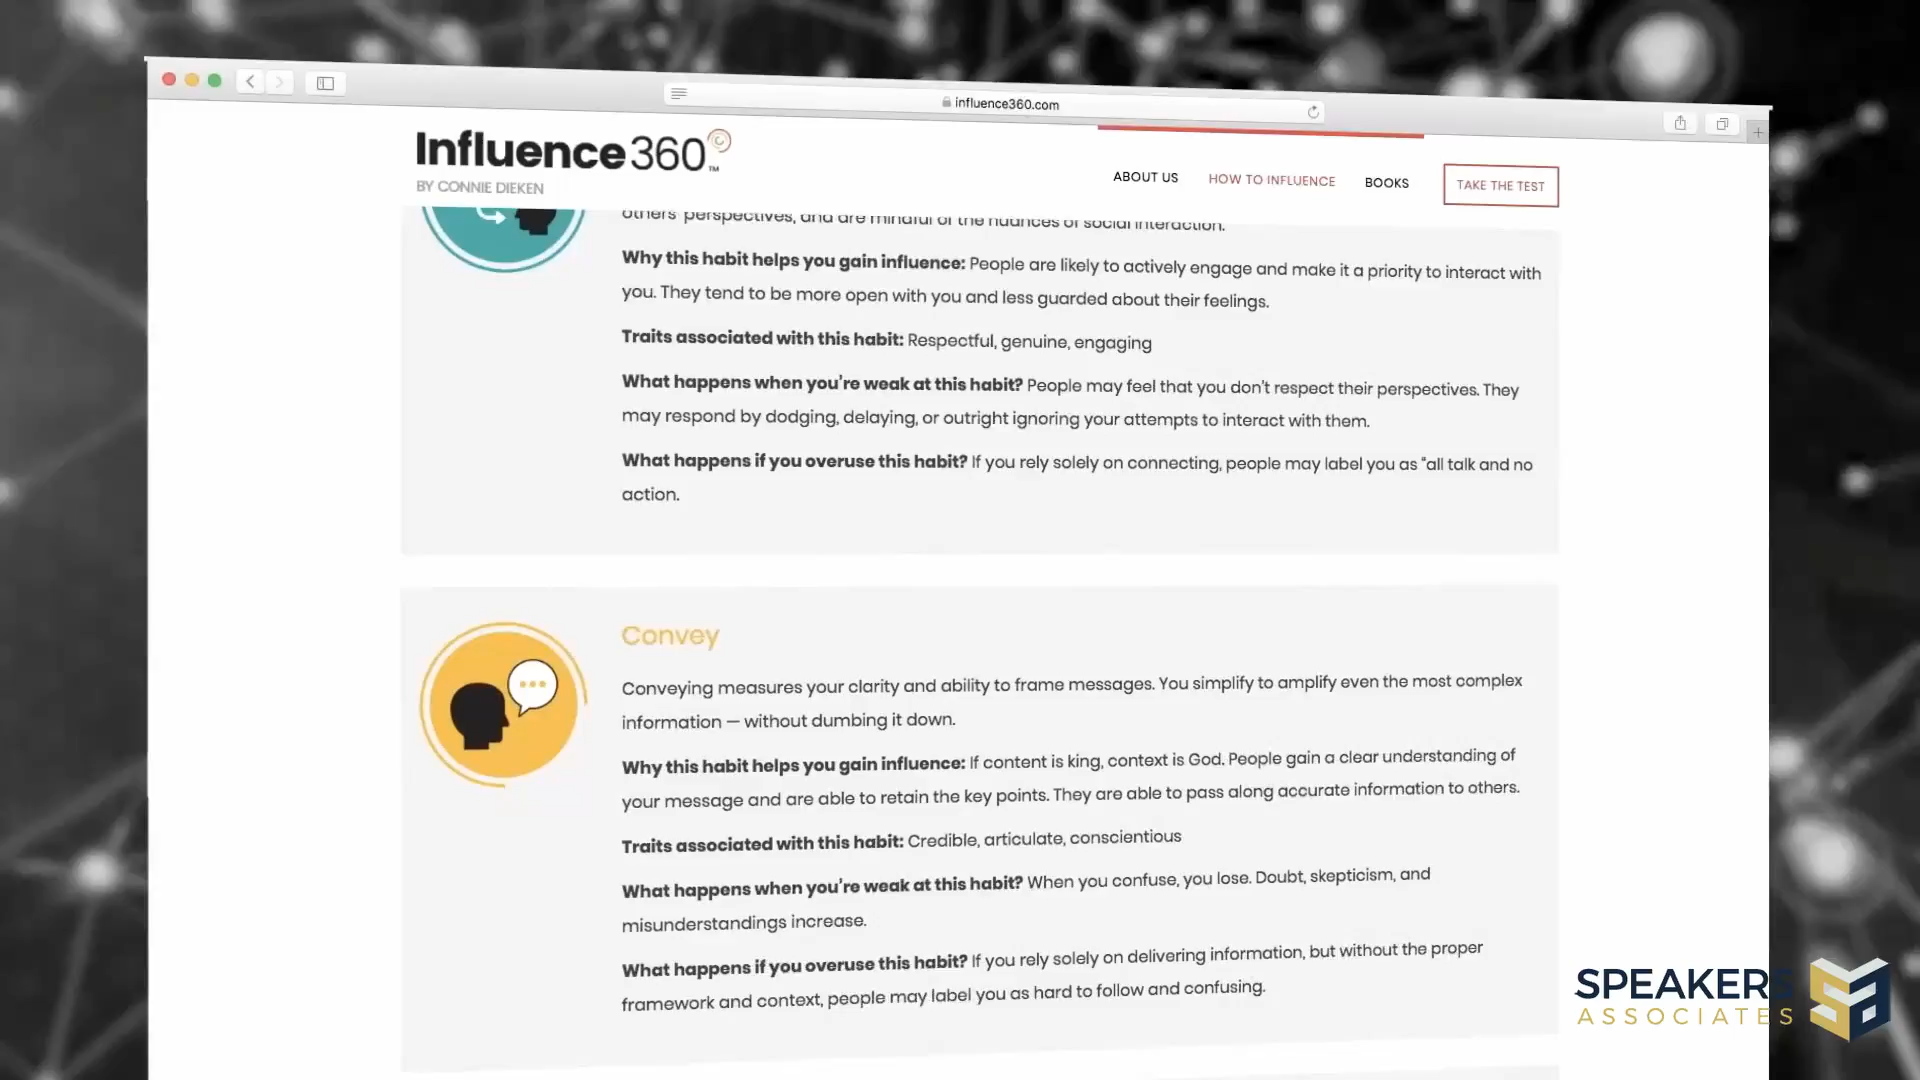 influence360.com
Influence360™
BY CONNIE DIEKEN
ABOUT US
HOW TO INFLUENCE
BOOKS
TAKE THE TEST
others' perspectives, and are mindful of the nuances of social interaction.
Why this habit helps you gain influence: People are likely to actively engage and make it a priority to interact with
you. They tend to be more open with you and less guarded about their feelings.
Traits associated with this habit: Respectful, genuine, engaging
What happens when you're weak at this habit? People may feel that you don't respect their perspectives. They
may respond by dodging, delaying, or outright ignoring your attempts to interact with them.
What happens if you overuse this habit? If you rely solely on connecting, people may label you as “all talk and no
action.
Convey
Conveying measures your clarity and ability to frame messages. You simplify to amplify even the most complex
information — without dumbing it down.
Why this habit helps you gain influence: If content is king, context is God. People gain a clear understanding of
your message and are able to retain the key points. They are able to pass along accurate information to others.
Traits associated with this habit: Credible, articulate, conscientious
What happens when you're weak at this habit? When you confuse, you lose. Doubt, skepticism, and
misunderstandings increase.
What happens if you overuse this habit? If you rely solely on delivering information, but without the proper
framework and context, people may label you as hard to follow and confusing.
SPEAKERS
ASSOCIATES